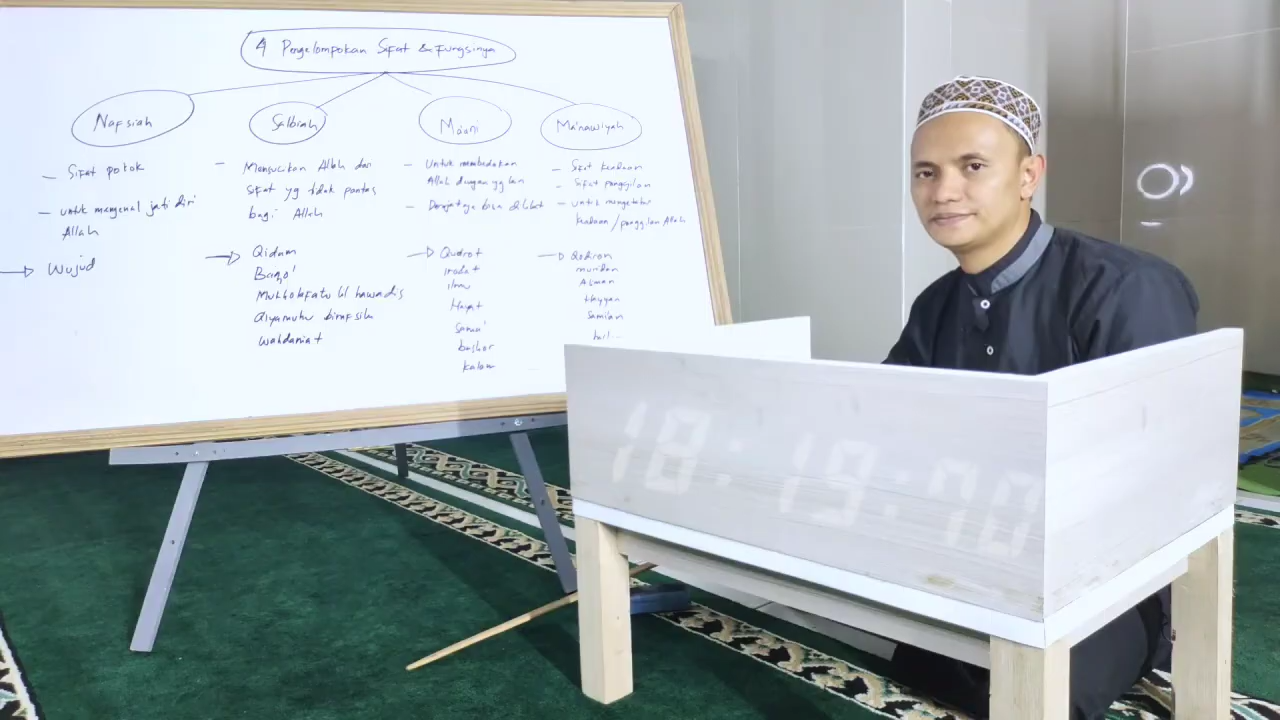 4 Pengelompokan Sifat & Fungsinya
Nafsiah
- Sifat pokok
- untuk mengenal jati diri
Allah
→ Wujud
Salbiah
- Mensucikan Allah dari
sifat yg tidak pantas
bagi Allah
→ Qidam
Baqo'
Mukholafatu lil hawadis
Qiyamuhu binafsih
Wahdaniat
Ma'ani
- Untuk membedakan
Allah dengan yg lain
- Derajatnya bisa dilihat
→ Qudrot
irodat
ilmu
Hayat
Sama'
bashor
kalam
Ma'nawiyah
- Sifat keadaan
- Sifat panggilan
- untuk mengetahui
keadaan / panggilan Allah
→ Qodiron
muridan
Aliman
Hayyan
Samian
18:19:70